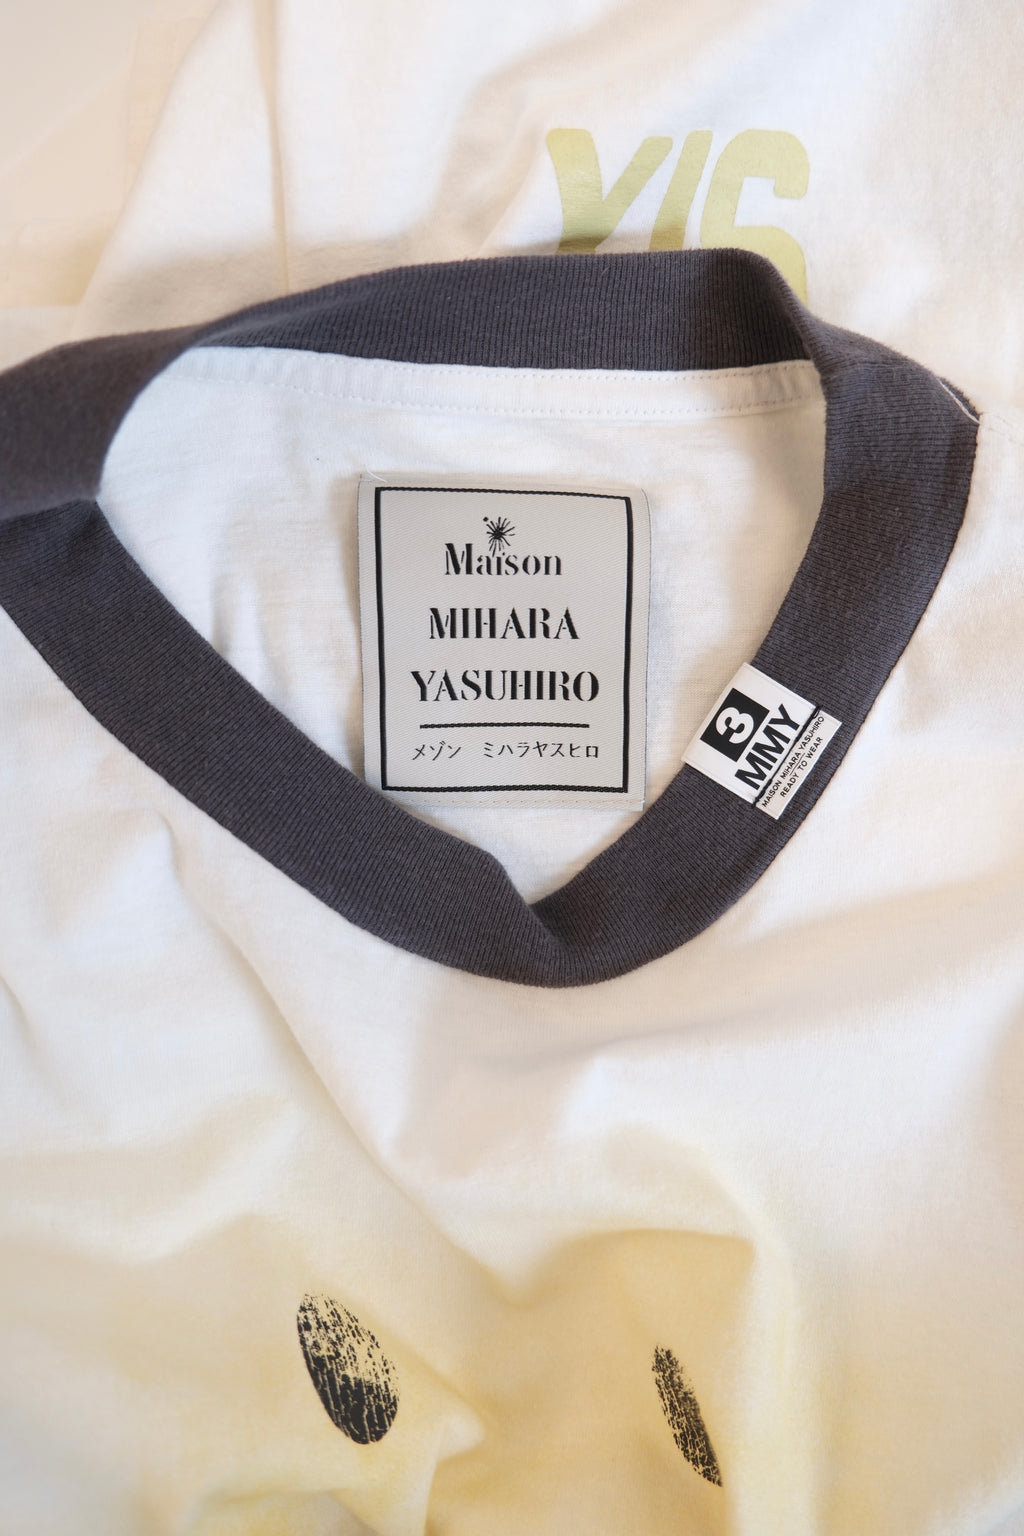 Maison
MIHARA
YASUHIRO
メゾン ミハラヤスヒロ
3
MMY
MAISON MIHARA YASUHIRO
READY TO WEAR